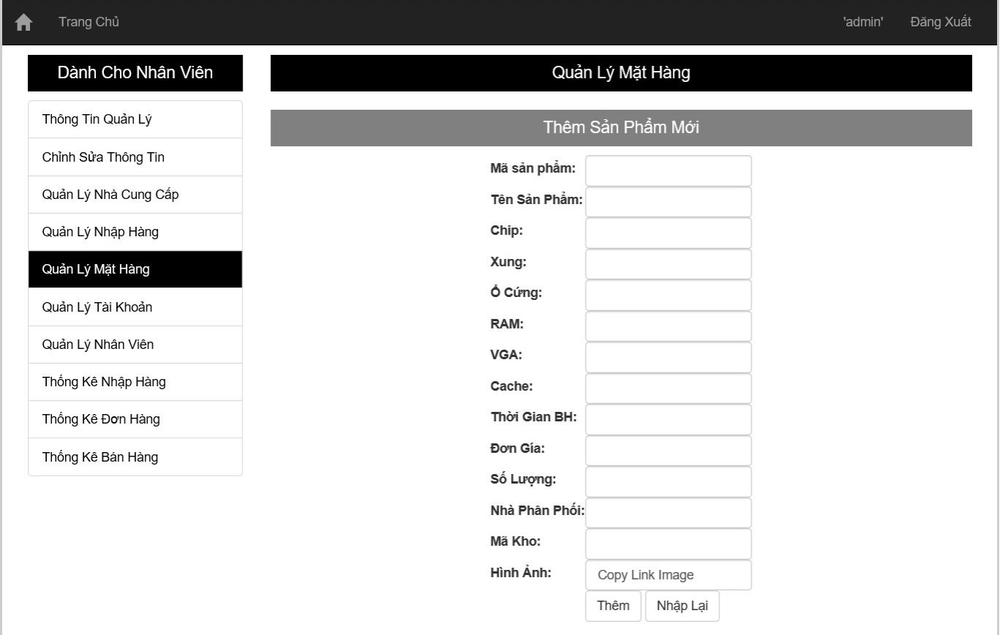 Trang Chủ 'admin' Đăng Xuất
Dành Cho Nhân Viên
Thông Tin Quản Lý
Chỉnh Sửa Thông Tin
Quản Lý Nhà Cung Cấp
Quản Lý Nhập Hàng
Quản Lý Mặt Hàng
Quản Lý Tài Khoản
Quản Lý Nhân Viên
Thống Kê Nhập Hàng
Thống Kê Đơn Hàng
Thống Kê Bán Hàng
Quản Lý Mặt Hàng
Thêm Sản Phẩm Mới
Mã sản phẩm:
Tên Sản Phẩm:
Chip:
Xung:
Ổ Cứng:
RAM:
VGA:
Cache:
Thời Gian BH:
Đơn Gía:
Số Lượng:
Nhà Phân Phối:
Mã Kho:
Hình Ảnh: Copy Link Image
Thêm Nhập Lại